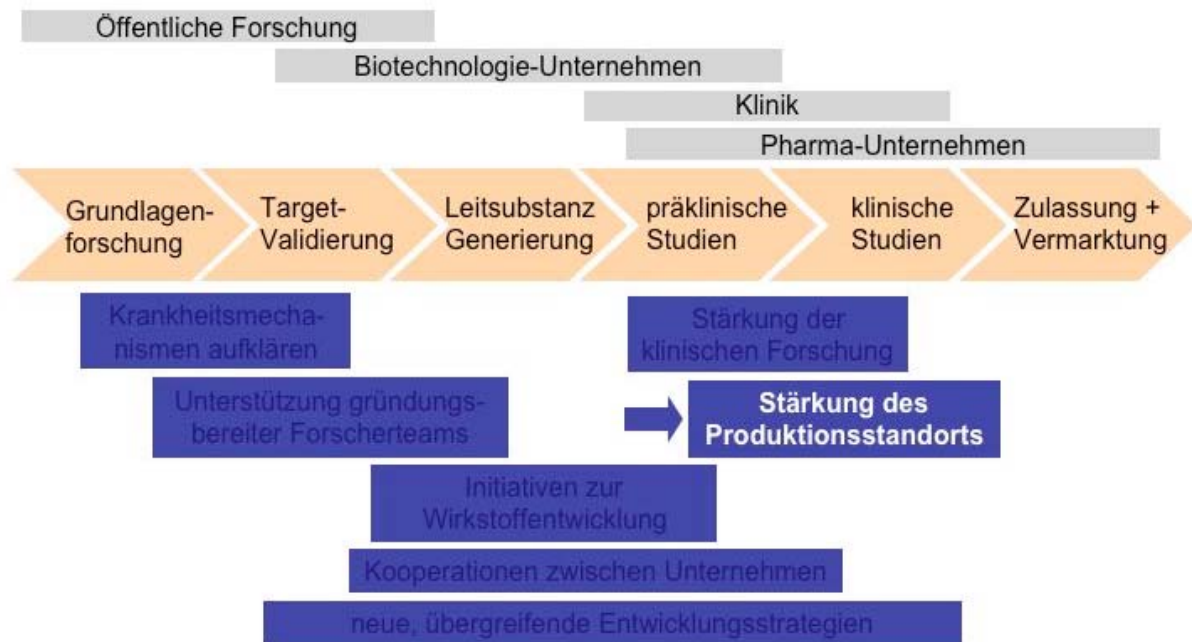 Öffentliche Forschung
Biotechnologie-Unternehmen
Klinik
Pharma-Unternehmen
Grundlagen-
forschung
Target-
Validierung
Leitsubstanz
Generierung
präklinische
Studien
klinische
Studien
Zulassung +
Vermarktung
Krankheitsmecha-
nismen aufklären
Stärkung der
klinischen Forschung
Unterstützung gründungs-
bereiter Forscherteams
Stärkung des
Produktionsstandorts
Initiativen zur
Wirkstoffentwicklung
Kooperationen zwischen Unternehmen
neue, übergreifende Entwicklungsstrategien